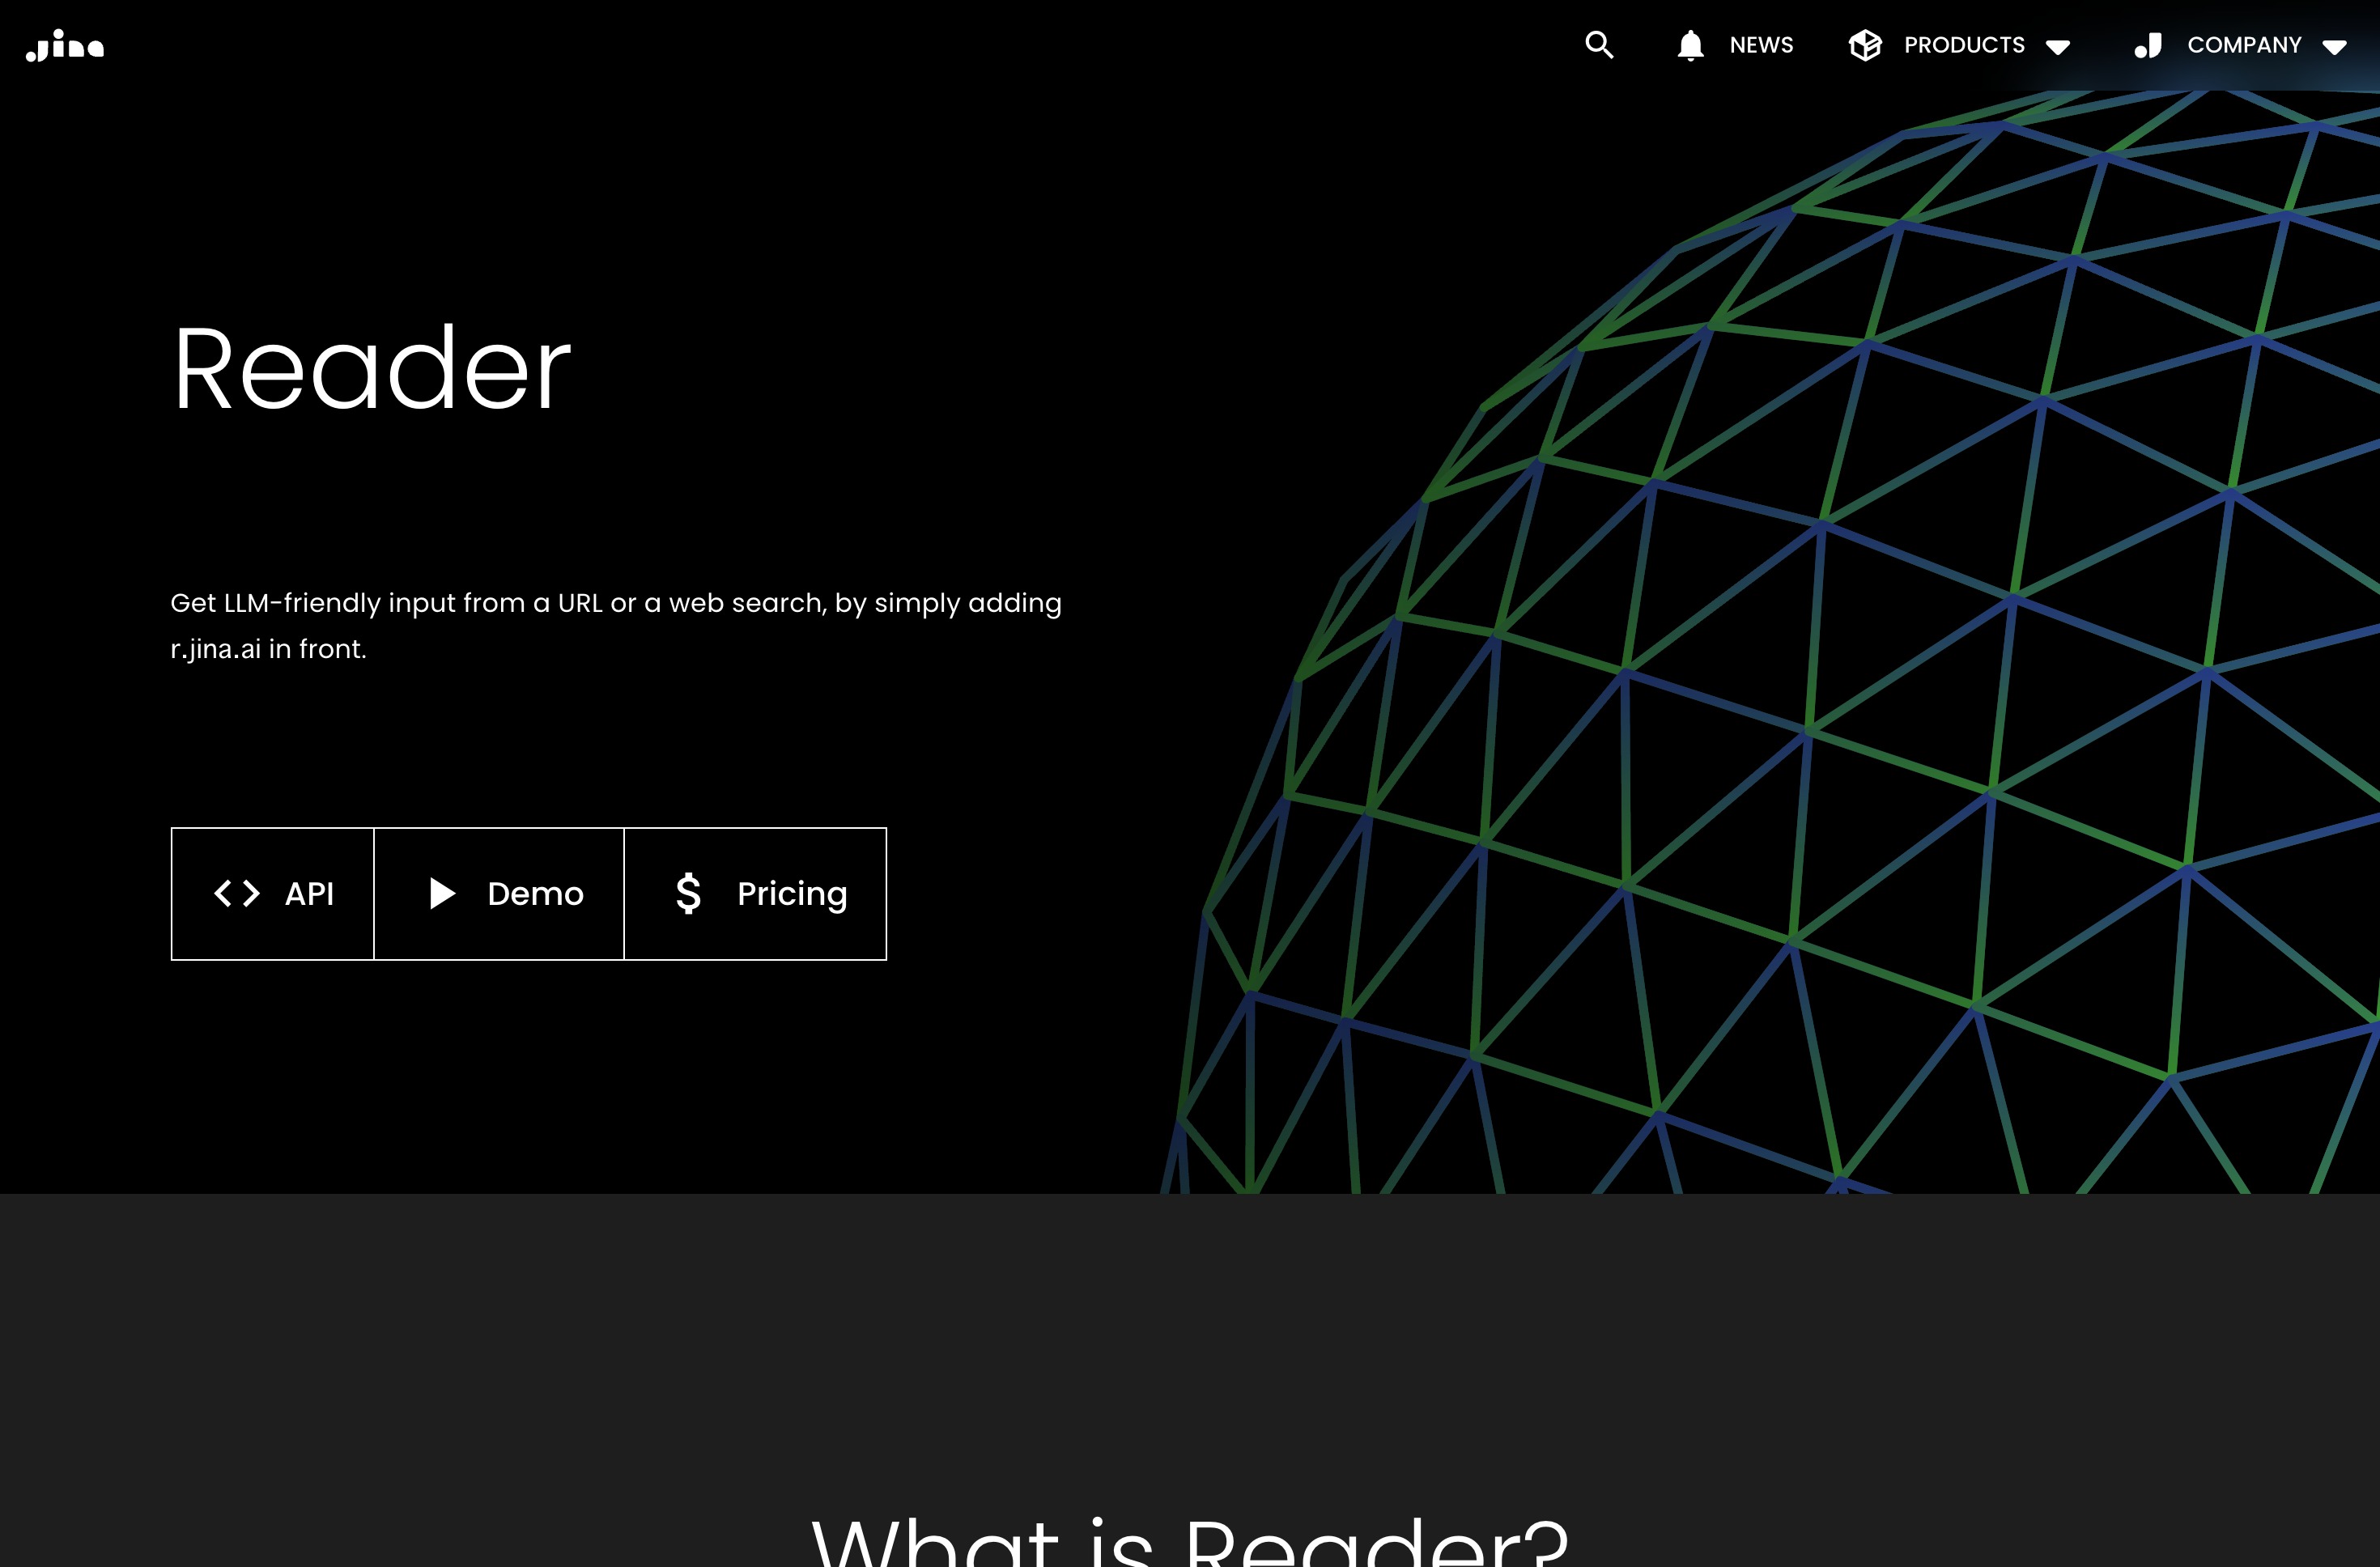 Jina
NEWS
PRODUCTS
COMPANY
Reader
Get LLM-friendly input from a URL or a web search, by simply adding
r.jina.ai in front.
API
Demo
Pricing
What is Reader?